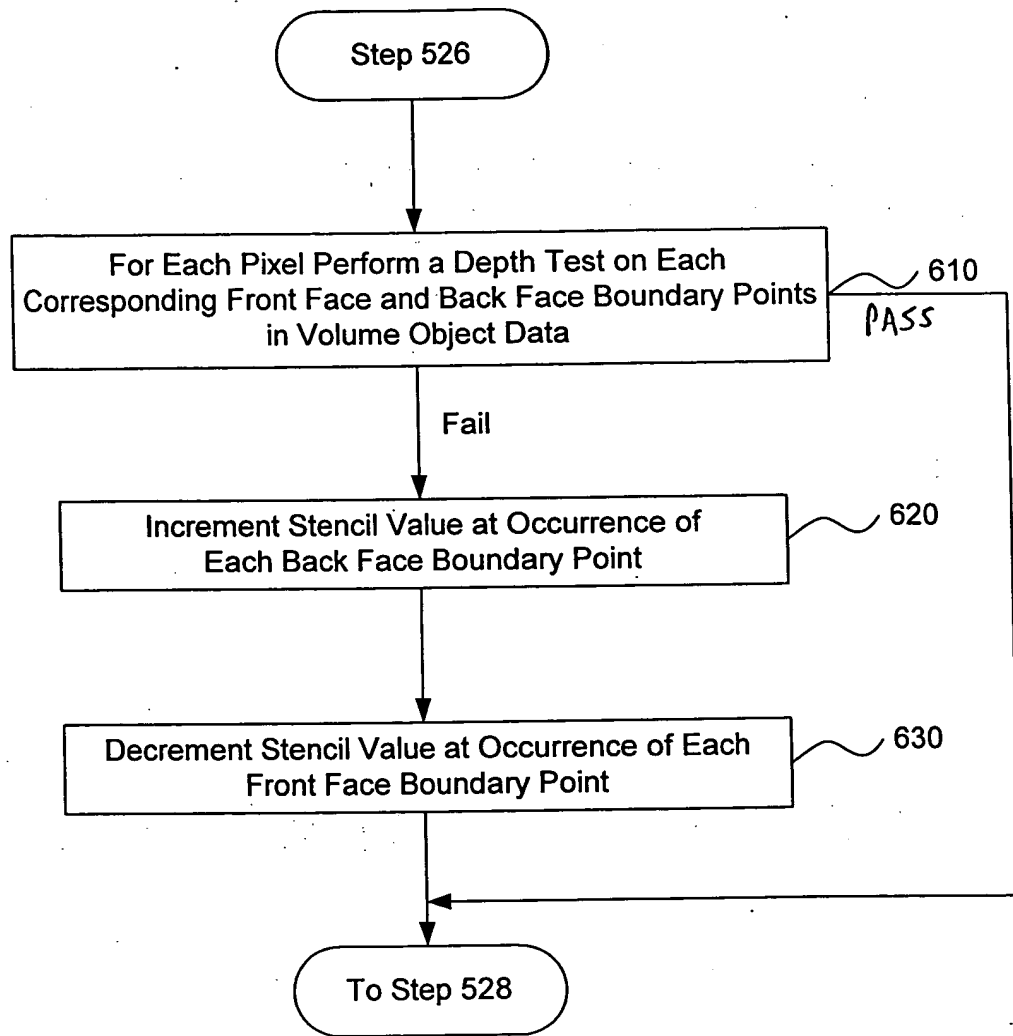 Step 526
For Each Pixel Perform a Depth Test on Each
Corresponding Front Face and Back Face Boundary Points
in Volume Object Data
610
PASS
Fail
Increment Stencil Value at Occurrence of
Each Back Face Boundary Point
620
Decrement Stencil Value at Occurrence of Each
Front Face Boundary Point
630
To Step 528